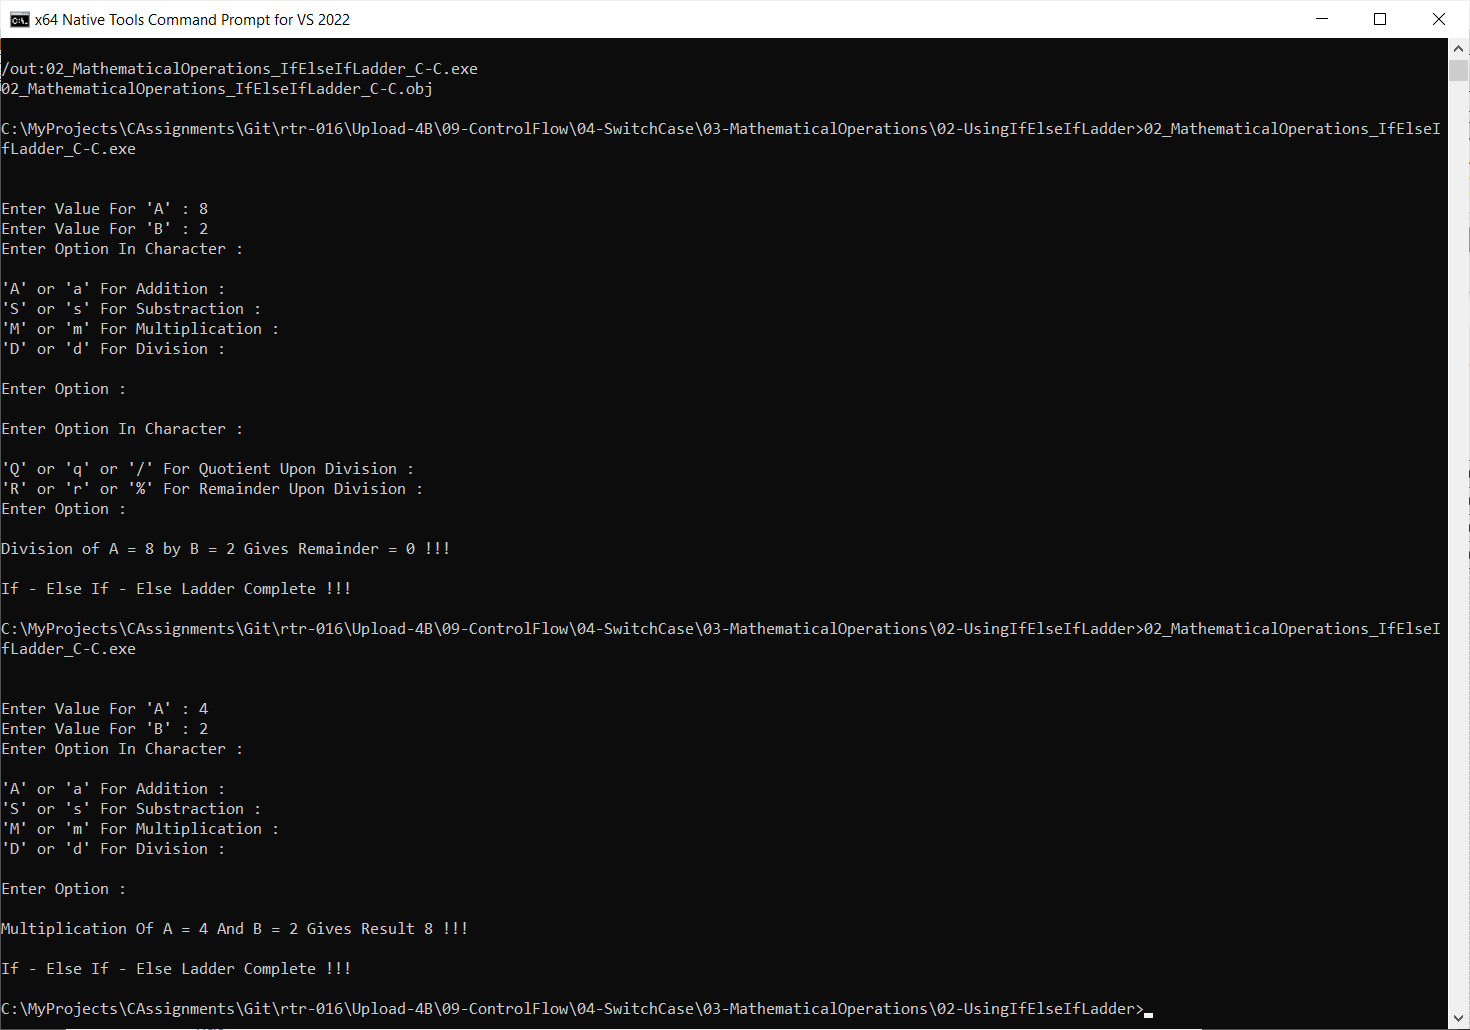 x64 Native Tools Command Prompt for VS 2022
/out:02_MathematicalOperations_IfElseIfLadder_C-C.exe
02_MathematicalOperations_IfElseIfLadder_C-C.obj
C:\MyProjects\CAssignments\Git\rtr-016\Upload-4B\09-ControlFlow\04-SwitchCase\03-MathematicalOperations\02-UsingIfElseIfLadder>02_MathematicalOperations_IfElseI
fLadder_C-C.exe
Enter Value For 'A' : 8
Enter Value For 'B' : 2
Enter Option In Character :
'A' or 'a' For Addition :
'S' or 's' For Substraction :
'M' or 'm' For Multiplication :
'D' or 'd' For Division :
Enter Option :
Enter Option In Character :
'Q' or 'q' or '/' For Quotient Upon Division :
'R' or 'r' or '%' For Remainder Upon Division :
Enter Option :
Division of A = 8 by B = 2 Gives Remainder = 0 !!!
If - Else If - Else Ladder Complete !!!
C:\MyProjects\CAssignments\Git\rtr-016\Upload-4B\09-ControlFlow\04-SwitchCase\03-MathematicalOperations\02-UsingIfElseIfLadder>02_MathematicalOperations_IfElseI
fLadder_C-C.exe
Enter Value For 'A' : 4
Enter Value For 'B' : 2
Enter Option In Character :
'A' or 'a' For Addition :
'S' or 's' For Substraction :
'M' or 'm' For Multiplication :
'D' or 'd' For Division :
Enter Option :
Multiplication Of A = 4 And B = 2 Gives Result 8 !!!
If - Else If - Else Ladder Complete !!!
C:\MyProjects\CAssignments\Git\rtr-016\Upload-4B\09-ControlFlow\04-SwitchCase\03-MathematicalOperations\02-UsingIfElseIfLadder>